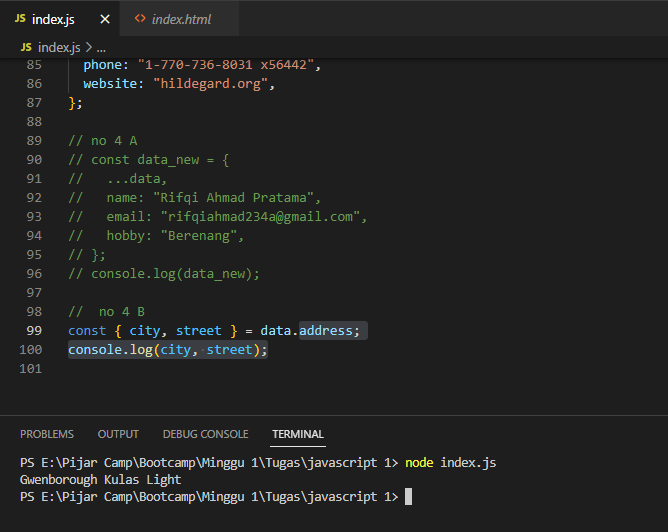 JS index.js × <> index.html
JS index.js > ...
85 phone: "1-770-736-8031 x56442",
86 website: "hildegard.org",
87 };
88
89 // no 4 A
90 // const data_new = {
91 //   ...data,
92 //   name: "Rifqi Ahmad Pratama",
93 //   email: "rifqiahmad234a@gmail.com",
94 //   hobby: "Berenang",
95 // };
96 // console.log(data_new);
97
98 //  no 4 B
99 const { city, street } = data.address;
100 console.log(city, street);
101
PROBLEMS OUTPUT DEBUG CONSOLE TERMINAL
PS E:\Pijar Camp\Bootcamp\Minggu 1\Tugas\javascript 1> node index.js
Gwenborough Kulas Light
PS E:\Pijar Camp\Bootcamp\Minggu 1\Tugas\javascript 1>